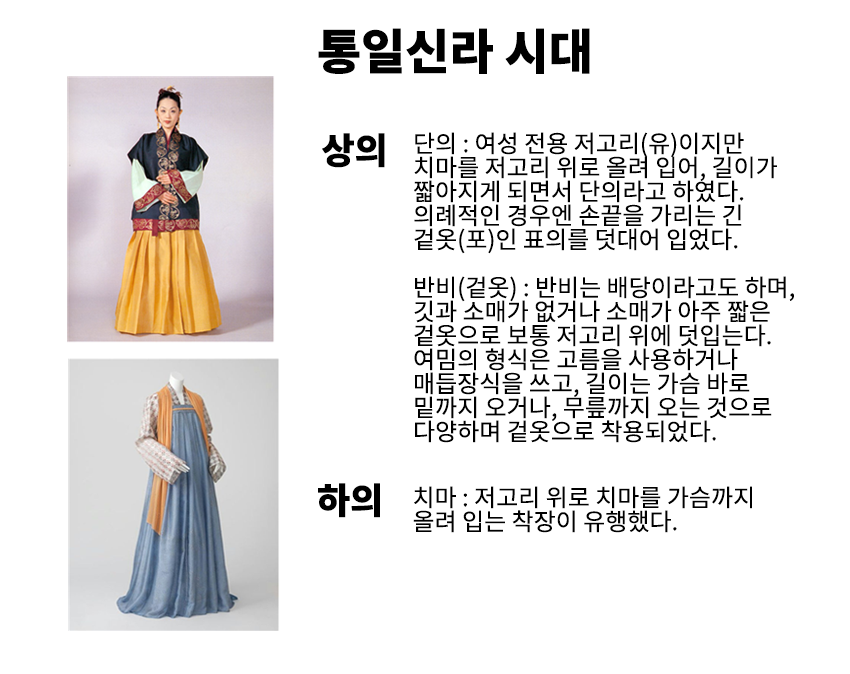 통일신라 시대
상의
단의 : 여성 전용 저고리(유)이지만
치마를 저고리 위로 올려 입어, 길이가
짧아지게 되면서 단의라고 하였다.
의례적인 경우엔 손끝을 가리는 긴
겉옷(포)인 표의를 덧대어 입었다.
반비(겉옷) : 반비는 배당이라고도 하며,
깃과 소매가 없거나 소매가 아주 짧은
겉옷으로 보통 저고리 위에 덧입는다.
여밈의 형식은 고름을 사용하거나
매듭장식을 쓰고, 길이는 가슴 바로
밑까지 오거나, 무릎까지 오는 것으로
다양하며 겉옷으로 착용되었다.
하의
치마 : 저고리 위로 치마를 가슴까지
올려 입는 착장이 유행했다.